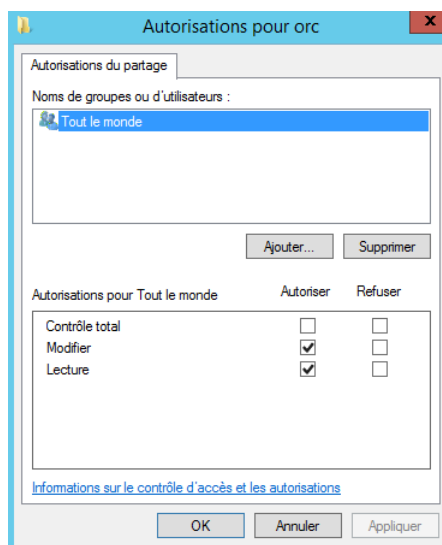 Autorisations pour orc
x
Autorisations du partage
Noms de groupes ou d'utilisateurs :
Tout le monde
Ajouter... Supprimer
Autorisations pour Tout le monde Autoriser Refuser
Contrôle total
Modifier
Lecture
Informations sur le contrôle d'accès et les autorisations
OK Annuler Appliquer